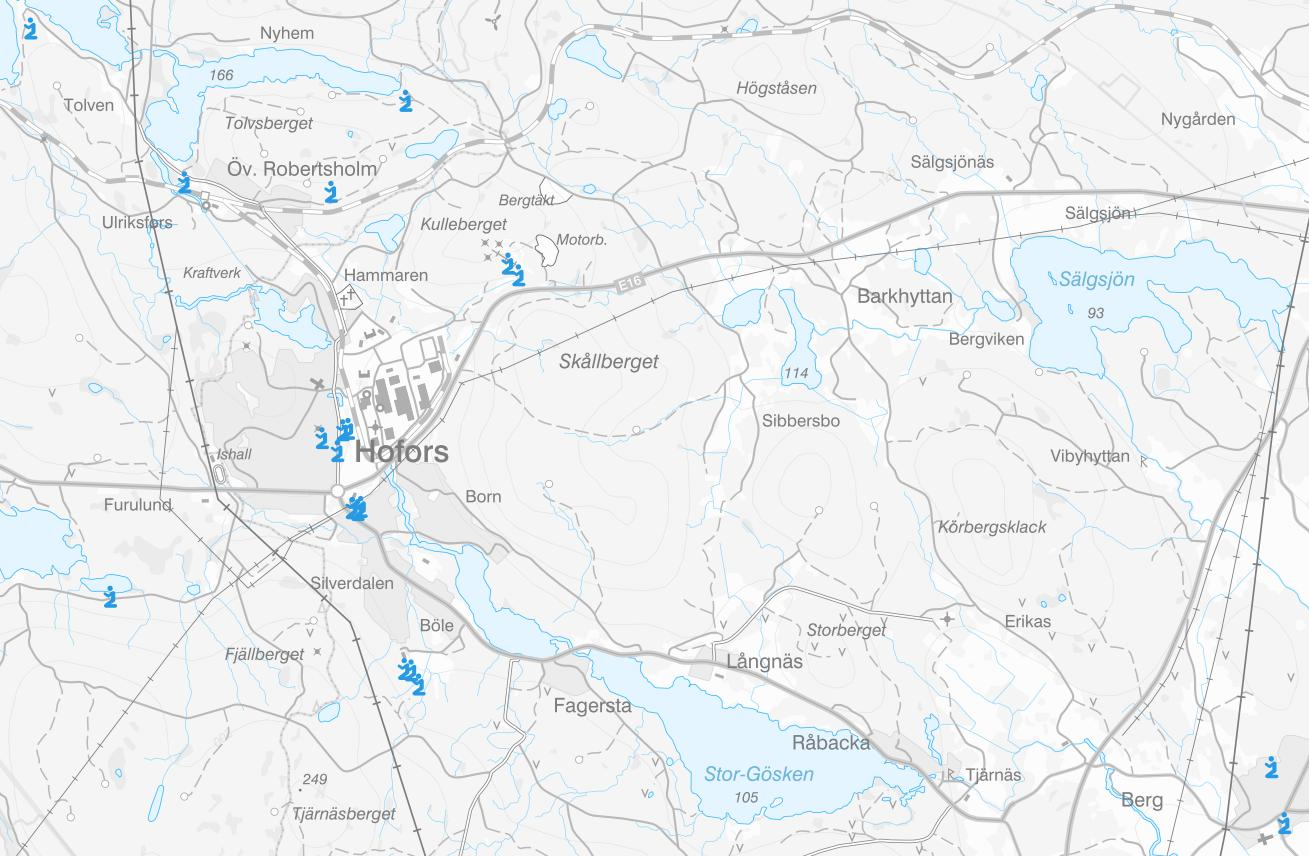 Nyhem
166
Högståsen
Tolven
Nygården
Tolvsberget
Sälgsjönäs
Öv. Robertsholm
Bergtäkt
Sälgsjön
Ulriksfors
Kulleberget
Motorb.
Kraftverk
Hammaren
Sälgsjön
E16
Barkhyttan
93
Bergviken
Skållberget
114
Sibbersbo
Hofors
Ishall
Vibyhyttan
Born
Furulund
Körbergsklack
Silverdalen
Erikas
Böle
Storberget
Fjällberget
Långnäs
Fagersta
Råbacka
Stor-Gösken
Tjärnäs
249
105
Berg
Tjärnäsberget